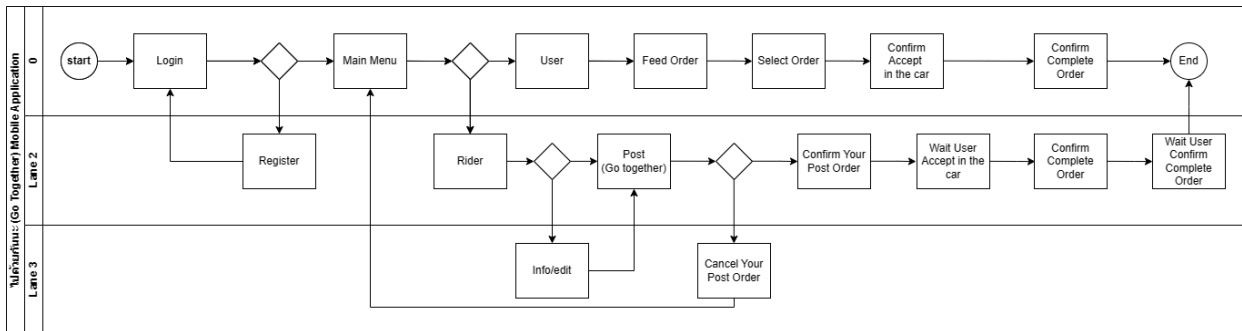 ไปด้วยกันนะ (Go Together) Mobile Application
0
start
Login
Main Menu
User
Feed Order
Select Order
Confirm
Accept
in the car
Confirm
Complete
Order
End
Lane 2
Register
Rider
Post
(Go together)
Confirm Your
Post Order
Wait User
Accept in the
car
Confirm
Complete
Order
Wait User
Confirm
Complete
Order
Lane 3
Info/edit
Cancel Your
Post Order